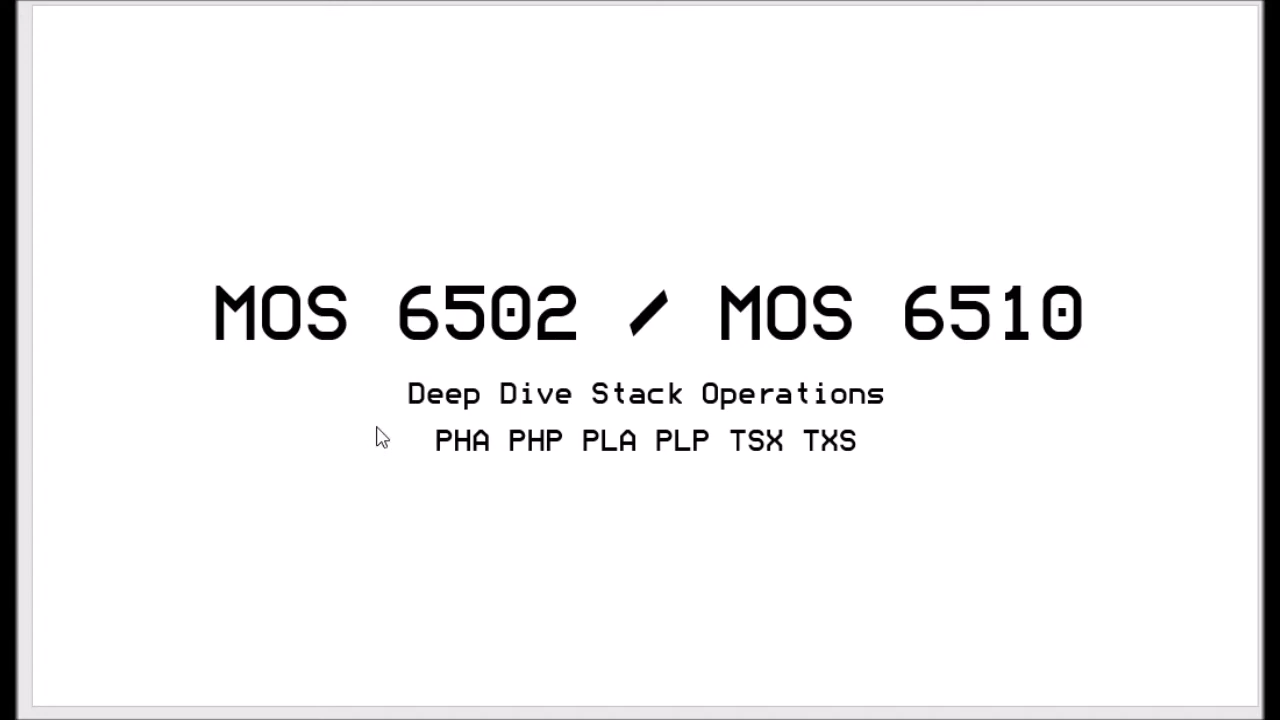 MOS 6502 / MOS 6510
Deep Dive Stack Operations
PHA PHP PLA PLP TSX TXS